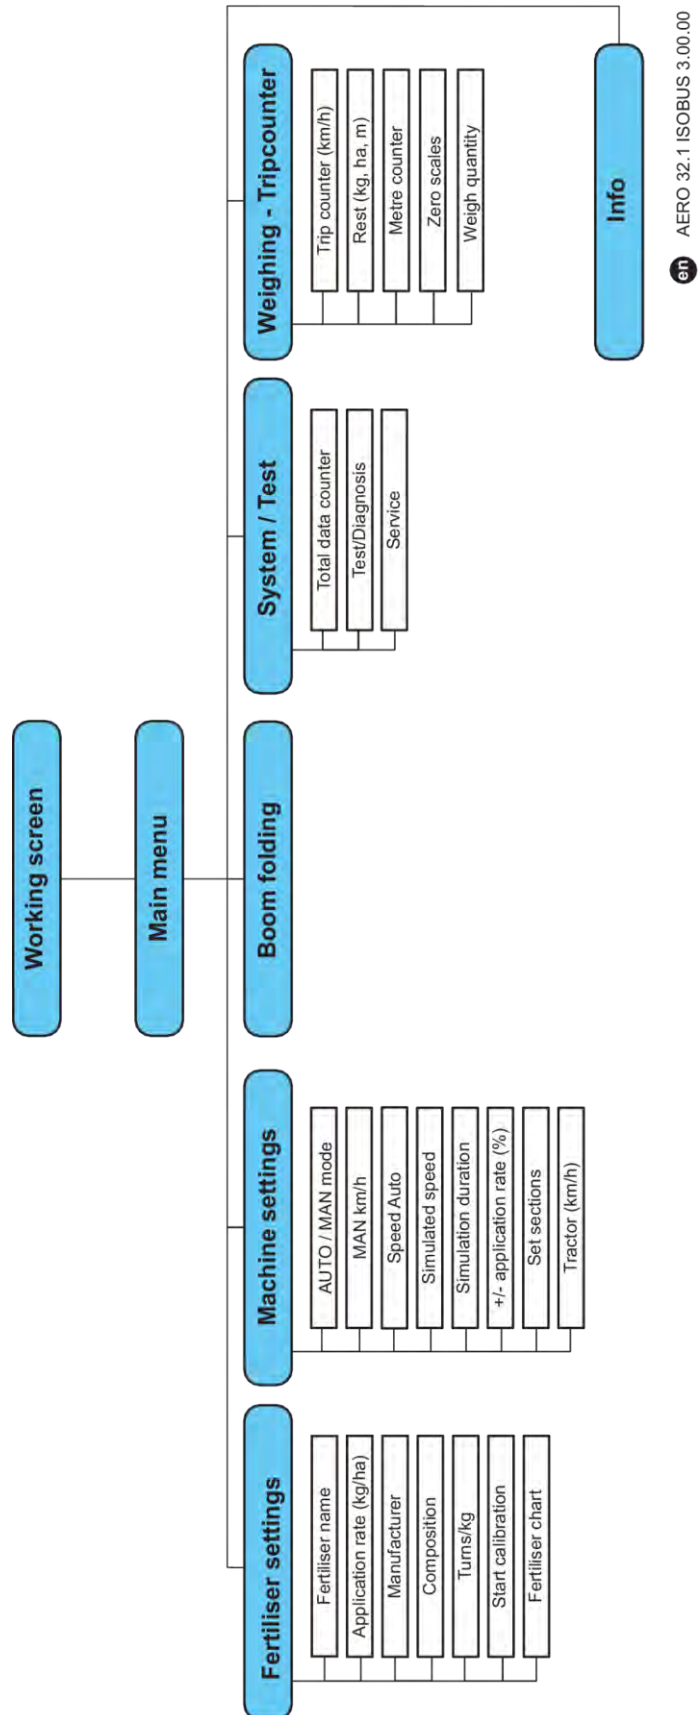 Working screen
Main menu
Fertiliser settings
Fertiliser name
Application rate (kg/ha)
Manufacturer
Composition
Turns/kg
Start calibration
Fertiliser chart
Machine settings
AUTO / MAN mode
MAN km/h
Speed Auto
Simulated speed
Simulation duration
+/- application rate (%)
Set sections
Tractor (km/h)
Boom folding
System / Test
Total data counter
Test/Diagnosis
Service
Weighing - Tripcounter
Trip counter (km/h)
Rest (kg, ha, m)
Metre counter
Zero scales
Weigh quantity
Info
en AERO 32.1 ISOBUS 3.00.00